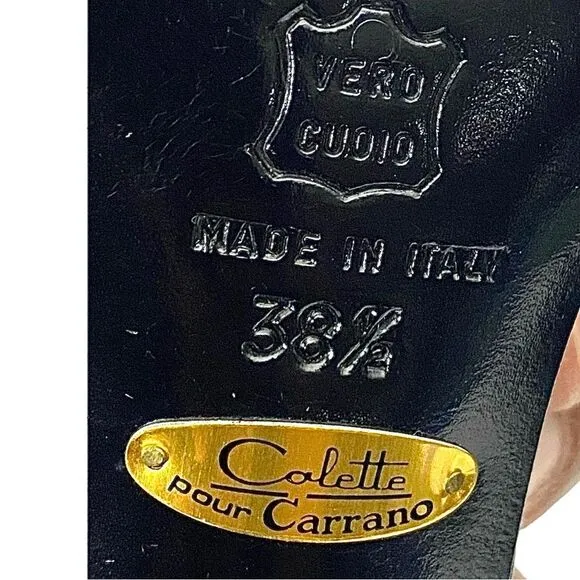 VERO
CUOIO
MADE IN ITALY
38½
Colette
pour Carrano